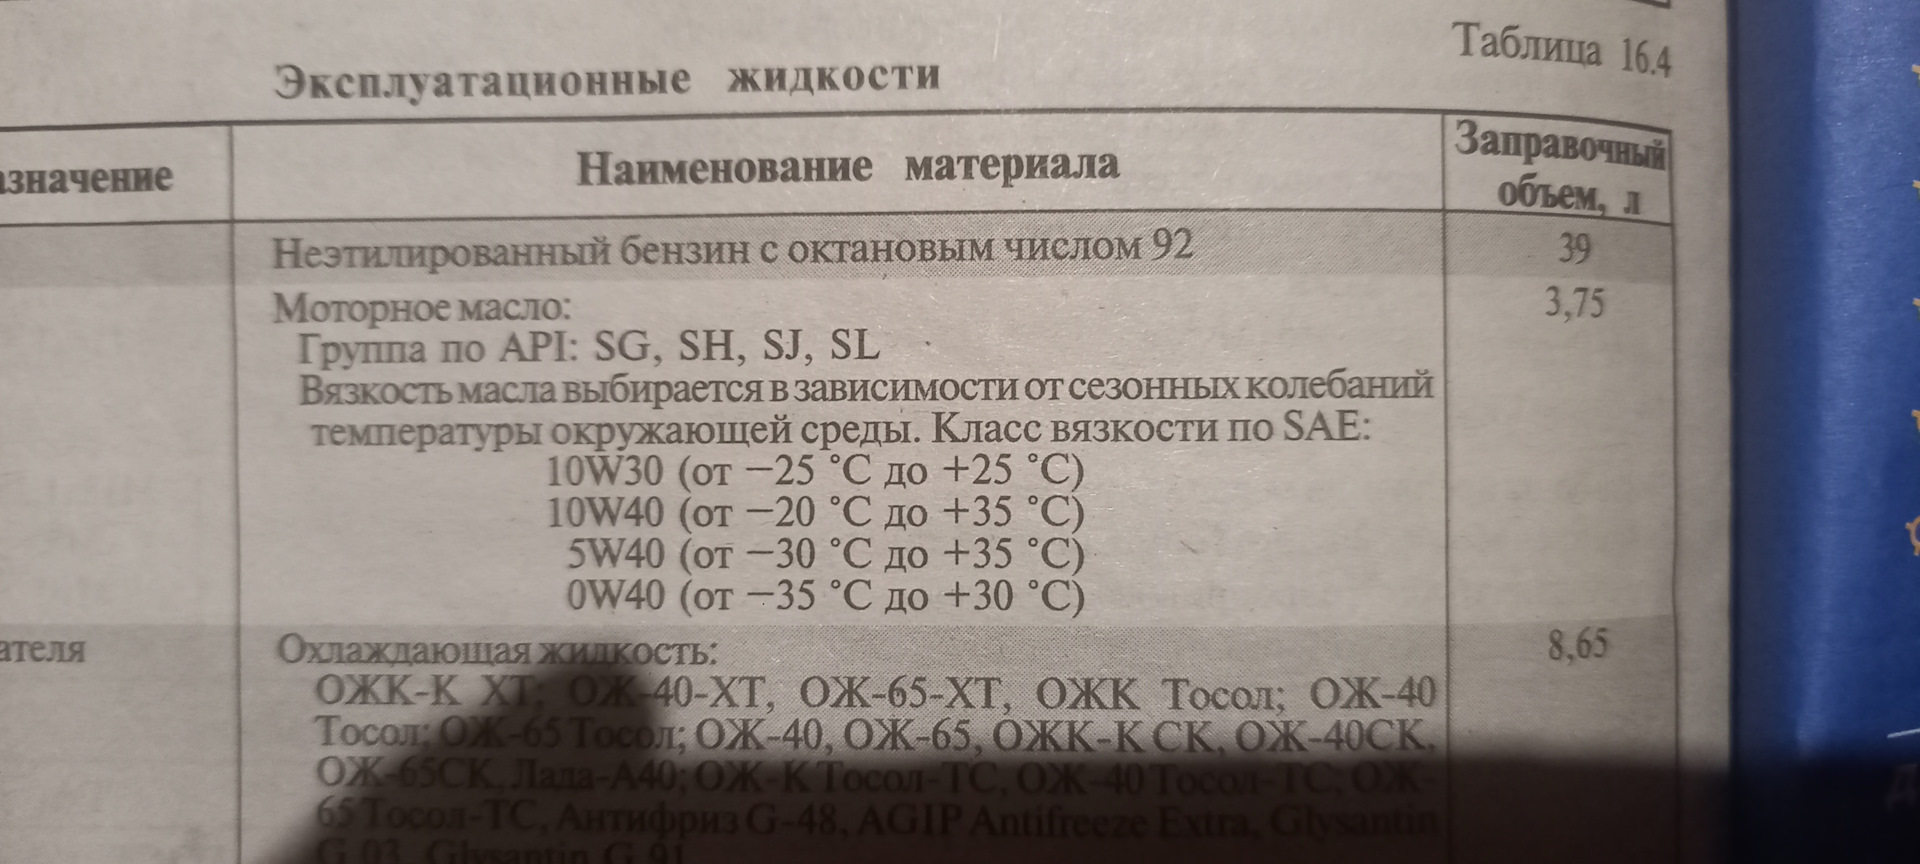 Таблица 16.4
Эксплуатационные жидкости
азначение
Наименование материала
Заправочный
объем, л
Неэтилированный бензин с октановым числом 92
39
Моторное масло:
3,75
Группа по API: SG, SH, SJ, SL
Вязкость масла выбирается в зависимости от сезонных колебаний
температуры окружающей среды. Класс вязкости по SAE:
10W30 (от −25 °C до +25 °C)
10W40 (от −20 °C до +35 °C)
5W40 (от −30 °C до +35 °C)
0W40 (от −35 °C до +30 °C)
ателя
Охлаждающая жидкость:
8,65
ОЖК-К ХТ; ОЖ-40-ХТ, ОЖ-65-ХТ, ОЖК Тосол; ОЖ-40
Тосол; ОЖ-65 Тосол; ОЖ-40, ОЖ-65, ОЖК-К СК, ОЖ-40СК,
ОЖ-65СК, Лада-А40; ОЖ-К Тосол-ТС, ОЖ-40 Тосол-ТС; ОЖ-
65 Тосол-ТС, Антифриз G-48, AGIP Antifreeze Extra, Glysantin
G 03, Glysantin G 91